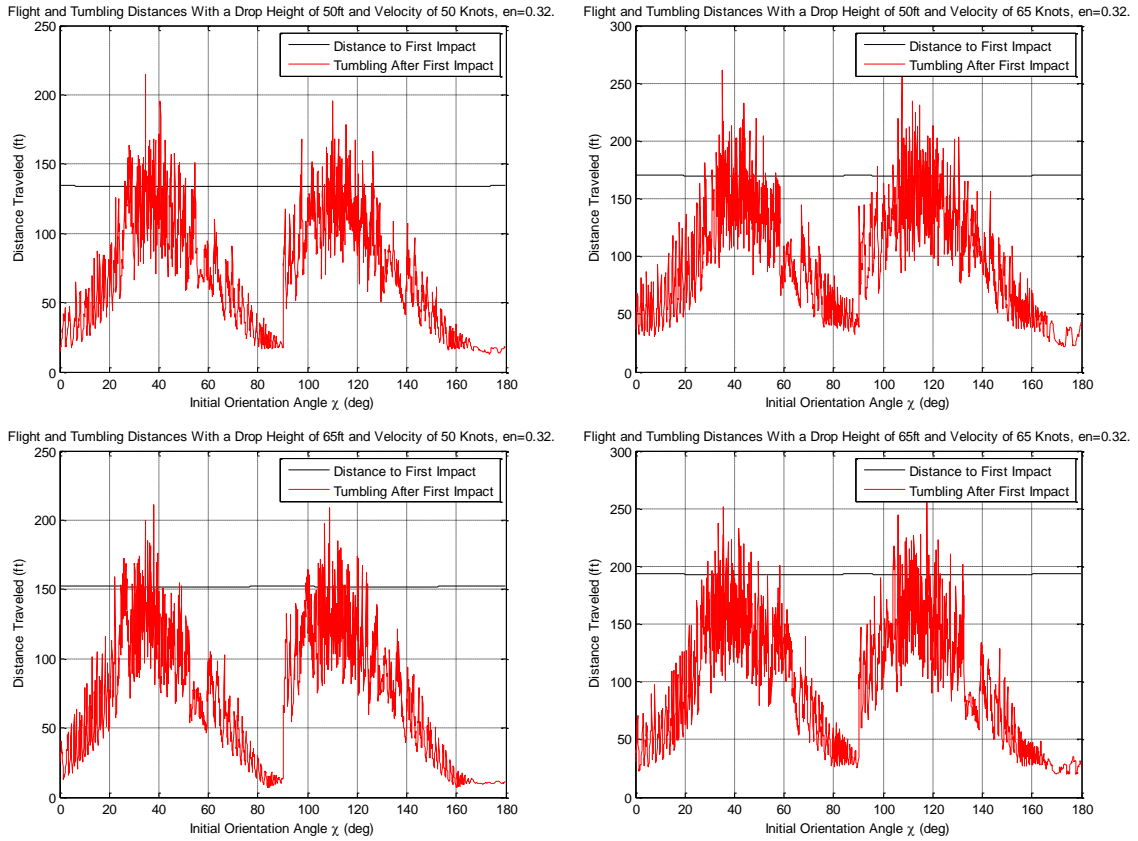 Flight and Tumbling Distances With a Drop Height of 50ft and Velocity of 50 Knots, en=0.32.
250
200
150
100
50
0
Distance Traveled (ft)
Distance to First Impact
Tumbling After First Impact
0 20 40 60 80 100 120 140 160 180
Initial Orientation Angle χ (deg)
Flight and Tumbling Distances With a Drop Height of 50ft and Velocity of 65 Knots, en=0.32.
300
250
200
150
100
50
0
Distance Traveled (ft)
Distance to First Impact
Tumbling After First Impact
0 20 40 60 80 100 120 140 160 180
Initial Orientation Angle χ (deg)
Flight and Tumbling Distances With a Drop Height of 65ft and Velocity of 50 Knots, en=0.32.
250
200
150
100
50
0
Distance Traveled (ft)
Distance to First Impact
Tumbling After First Impact
0 20 40 60 80 100 120 140 160 180
Initial Orientation Angle χ (deg)
Flight and Tumbling Distances With a Drop Height of 65ft and Velocity of 65 Knots, en=0.32.
300
250
200
150
100
50
0
Distance Traveled (ft)
Distance to First Impact
Tumbling After First Impact
0 20 40 60 80 100 120 140 160 180
Initial Orientation Angle χ (deg)